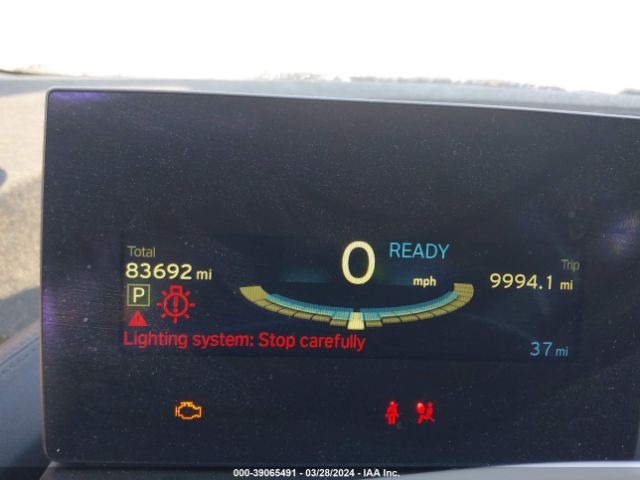 Total
83692 mi
P
0
READY
mph
Trip
9994.1 mi
Lighting system: Stop carefully
37 mi
000-39065491 - 03/28/2024 - IAA Inc.